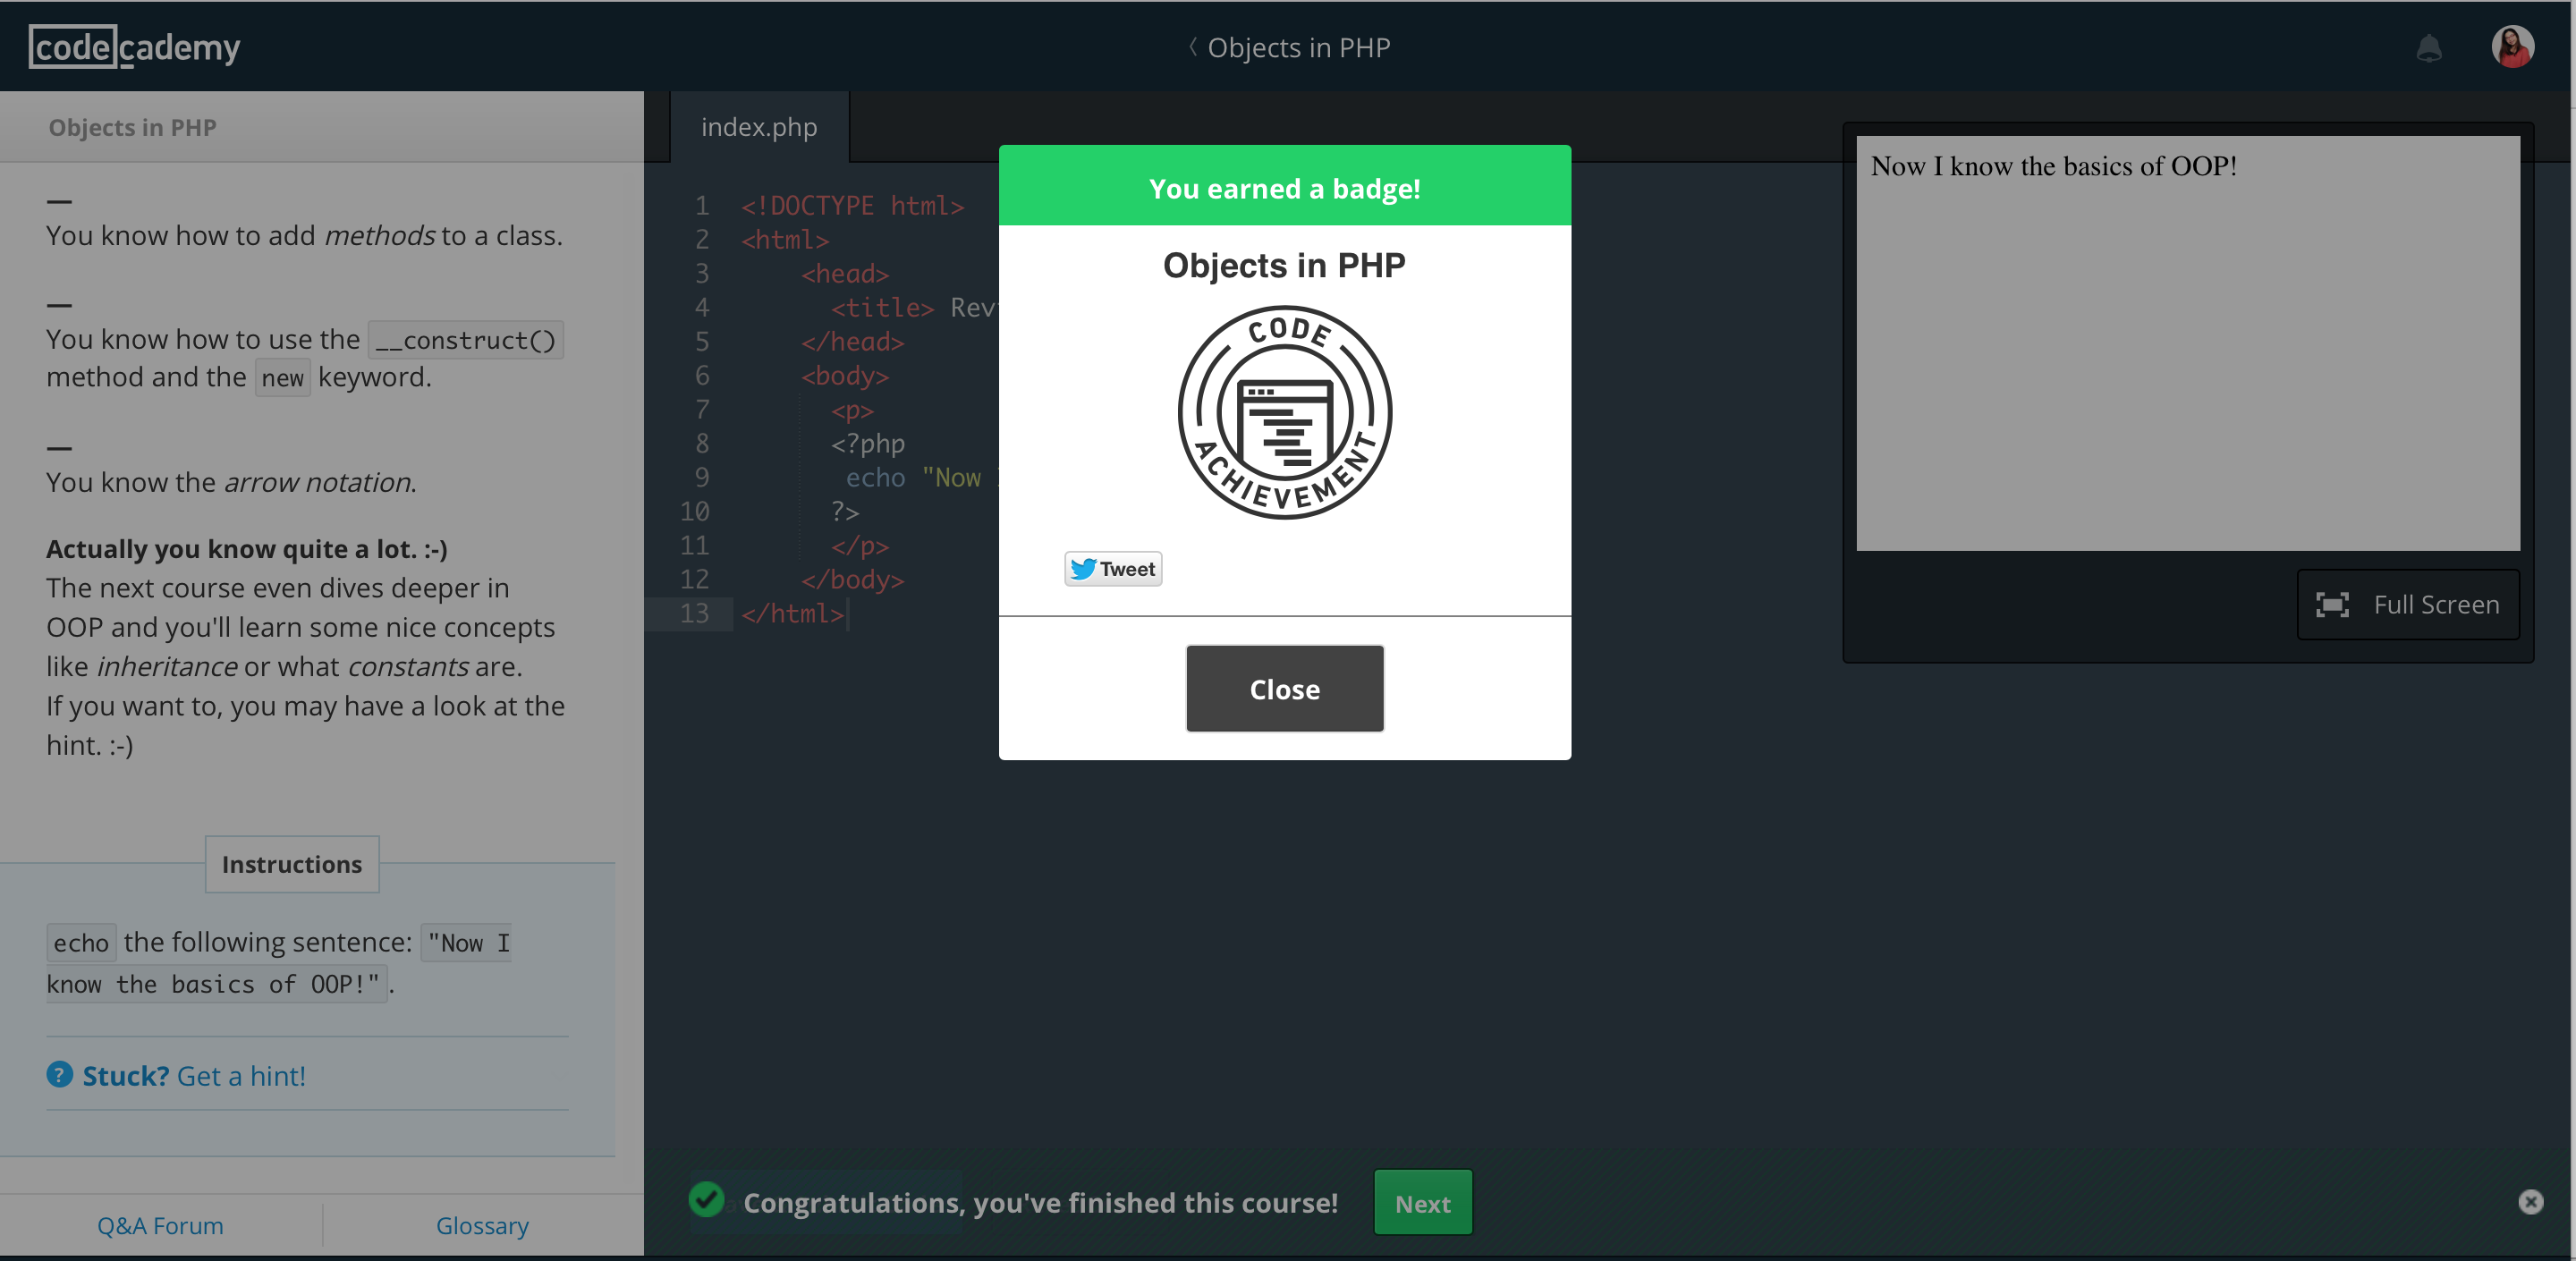 codecademy
Objects in PHP
Objects in PHP
You know how to add methods to a class.
You know how to use the __construct()
method and the new keyword.
You know the arrow notation.
Actually you know quite a lot. :-)
The next course even dives deeper in
OOP and you'll learn some nice concepts
like inheritance or what constants are.
If you want to, you may have a look at the
hint. :-)
Instructions
echo the following sentence: "Now I
know the basics of OOP!".
? Stuck? Get a hint!
Q&A Forum
Glossary
index.php
1 <!DOCTYPE html>
2 <html>
3 <head>
4 <title>
5 </head>
6 <body>
7 <p>
8 <?php
9 echo "Now
10 ?>
11 </p>
12 </body>
13 </html>
You earned a badge!
Objects in PHP
CODE
ACHIEVEMENT
Tweet
Close
Now I know the basics of OOP!
Full Screen
Congratulations, you've finished this course!
Next